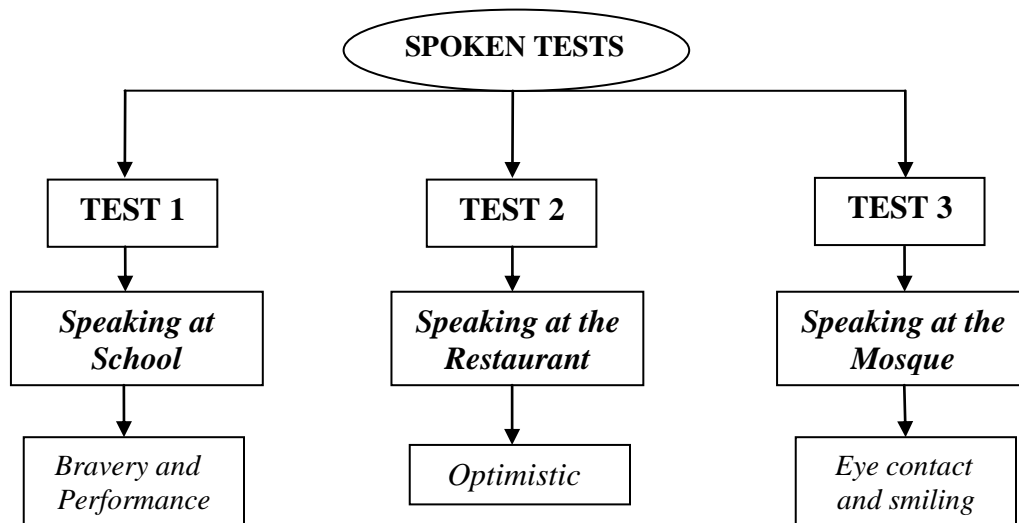 SPOKEN TESTS
TEST 1
TEST 2
TEST 3
Speaking at
School
Speaking at the
Restaurant
Speaking at the
Mosque
Bravery and
Performance
Optimistic
Eye contact
and smiling